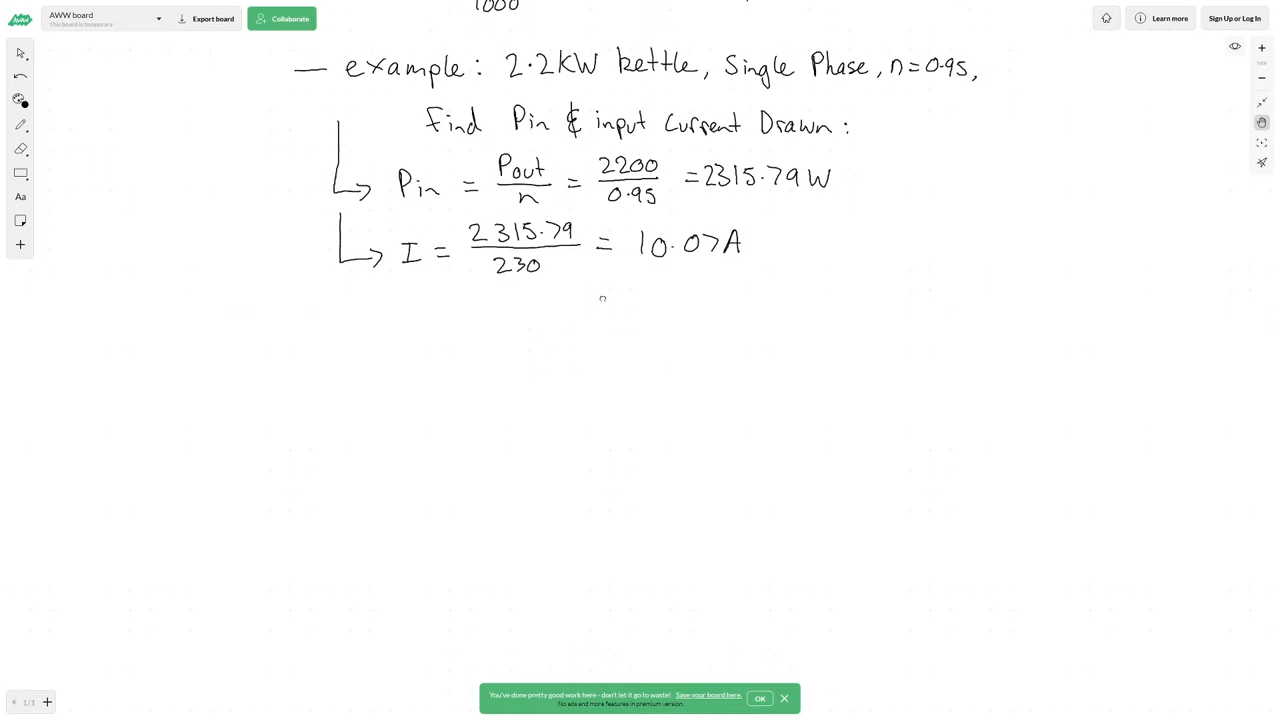 AWW board
This board is temporary
Export board
Collaborate
Learn more
Sign Up or Log In
1000
— example: 2.2KW kettle, Single Phase, n=0.95,
Find Pin & input Current Drawn:
Pin = Pout/n = 2200/0.95 = 2315.79W
I = 2315.79/230 = 10.07A
Aa
1/1
You've done pretty good work here - don't let it go to waste! Save your board here.
No ads and more features in premium version.
OK